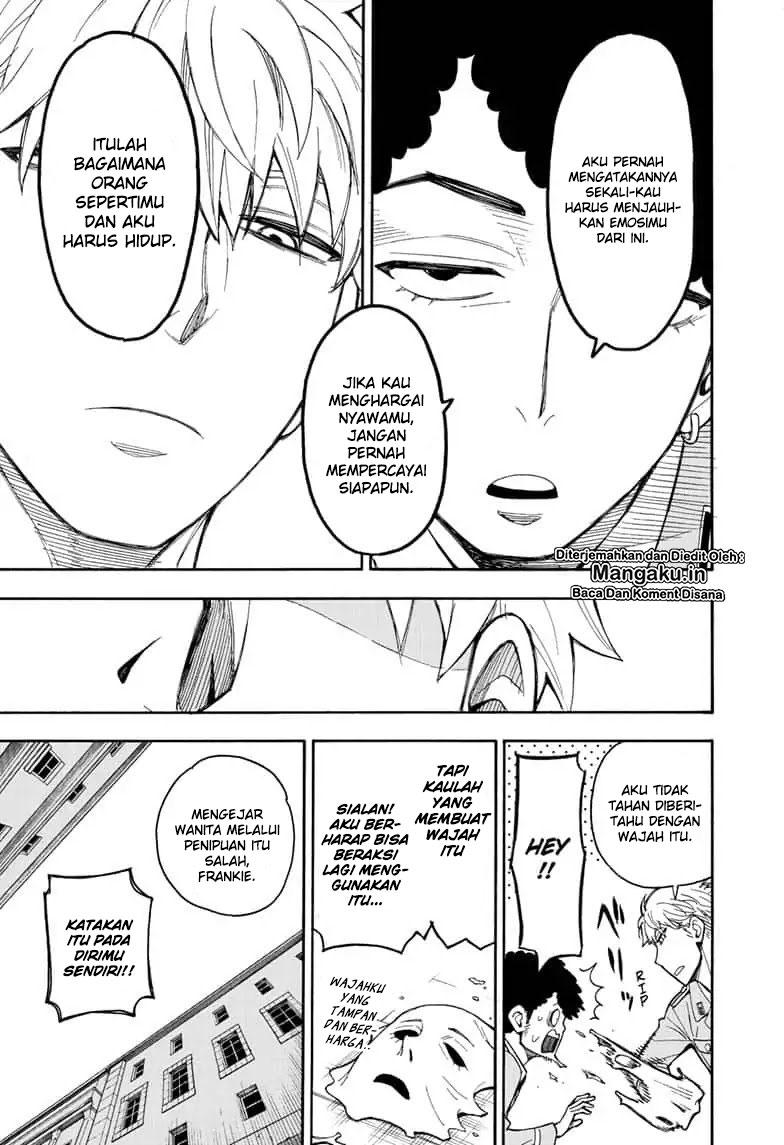 AKU PERNAH
MENGATAKANNYA
SEKALI-KAU
HARUS MENJAUH-
KAN EMOSIMU
DARI INI.
JIKA KAU
MENGHARGAI
NYAWAMU,
JANGAN
PERNAH
MEMPERCAYAI
SIAPAPUN.
ITULAH
BAGAIMANA
ORANG
SEPERTIMU
DAN AKU
HARUS HIDUP.
Diterjemahkan dan Diedit Oleh :
Mangaku.in
Baca Dan Koment Disana
AKU TIDAK
TAHAN DIBERI-
TAHU DENGAN
WAJAH ITU.
HEY
!!
RIP
TAPI
KAULAH
YANG
MEMBUAT
WAJAH
ITU
SIALAN!
AKU BER-
HARAP BISA
BERAKSI
LAGI MENG-
GUNAKAN
ITU...
WAJAHKU
YANG
TAMPAN
DAN BER-
HARGA..
MENGEJAR
WANITA MELALUI
PENIPUAN ITU
SALAH,
FRANKIE.
KATAKAN
ITU PADA
DIRIMU
SENDIRI!!